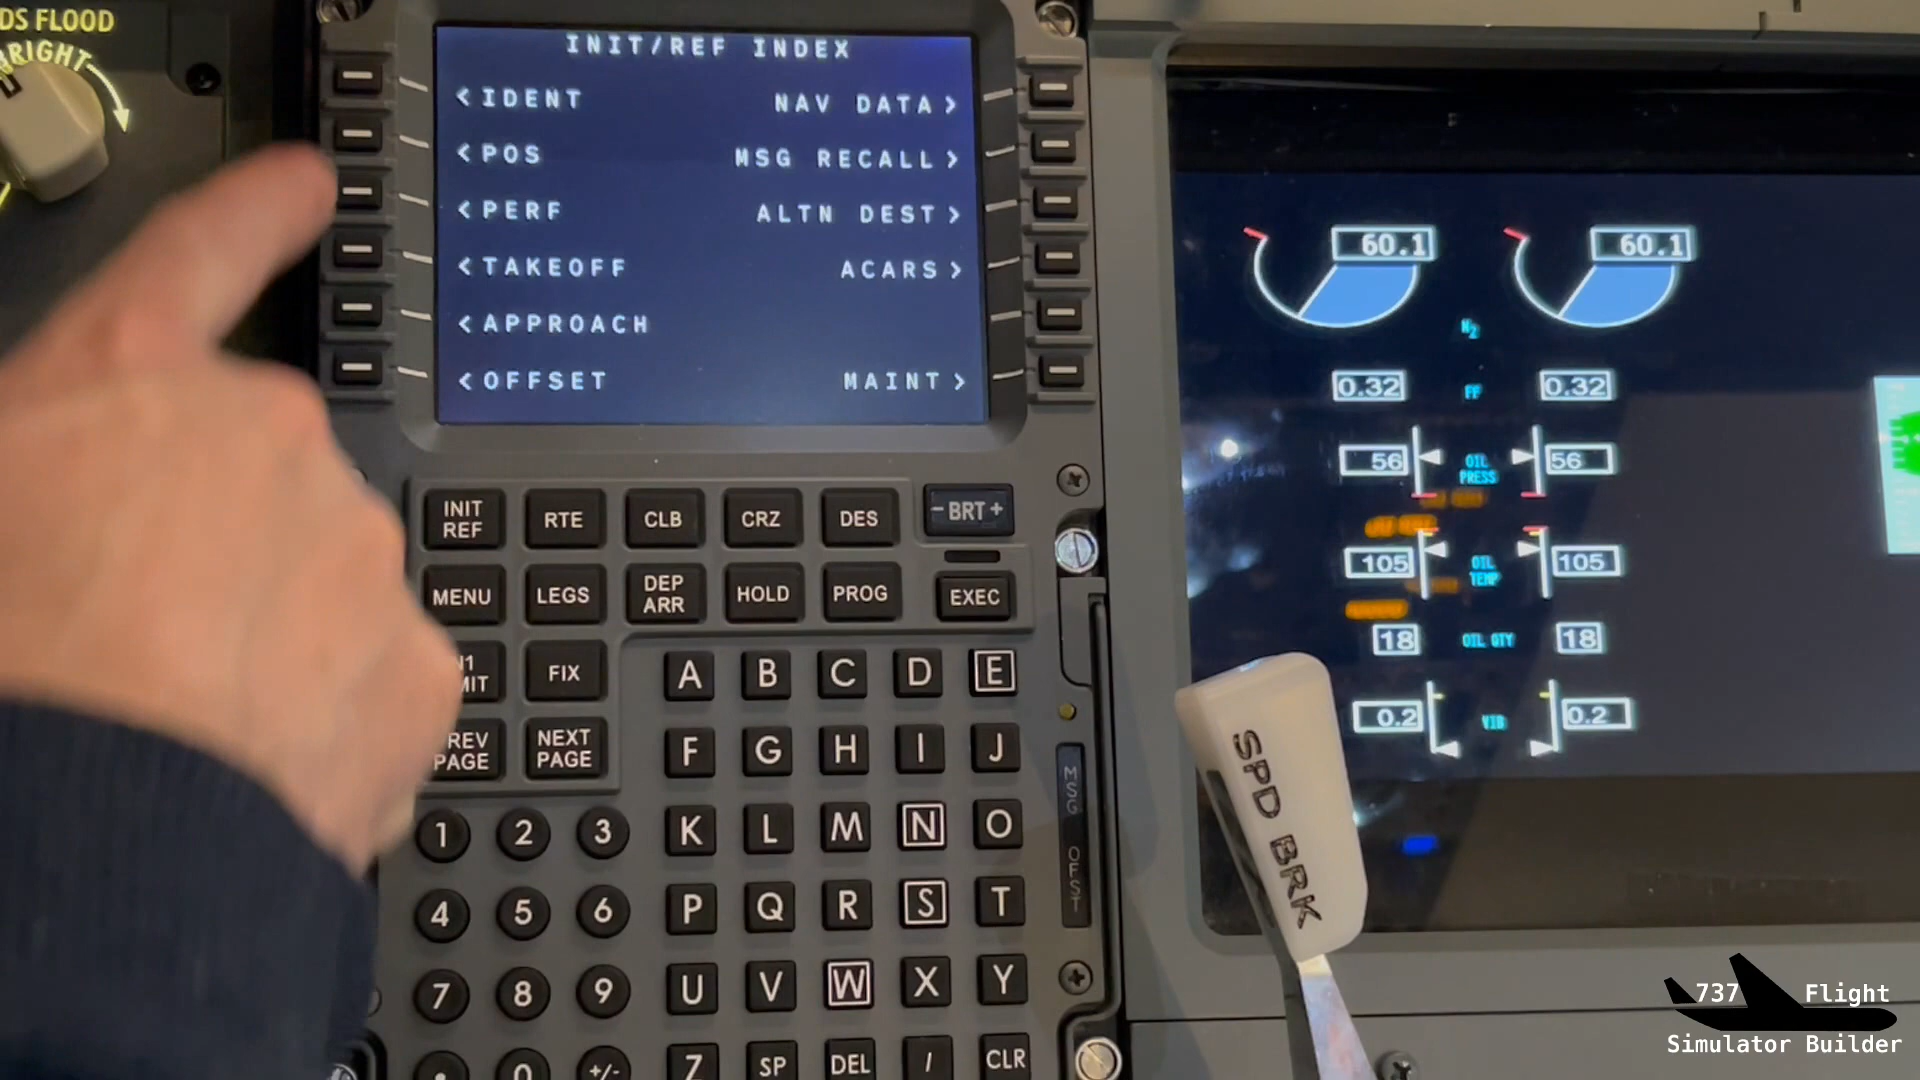 DS FLOOD
BRIGHT
INIT/REF INDEX
<IDENT NAV DATA>
<POS MSG RECALL>
<PERF ALTN DEST>
<TAKEOFF ACARS>
<APPROACH
<OFFSET MAINT>
60.1 60.1
N2
0.32 FF 0.32
56 OIL PRESS 56
105 OIL TEMP 105
18 OIL QTY 18
0.2 VIB 0.2
INIT REF RTE CLB CRZ DES - BRT +
MENU LEGS DEP ARR HOLD PROG EXEC
N1 MIT FIX
REV PAGE NEXT PAGE
A B C D E
F G H I J
1 2 3 K L M N O
4 5 6 P Q R S T
7 8 9 U V W X Y
. 0 +/- Z SP DEL / CLR
MSG
OFST
SPD BRK
737 Flight
Simulator Builder